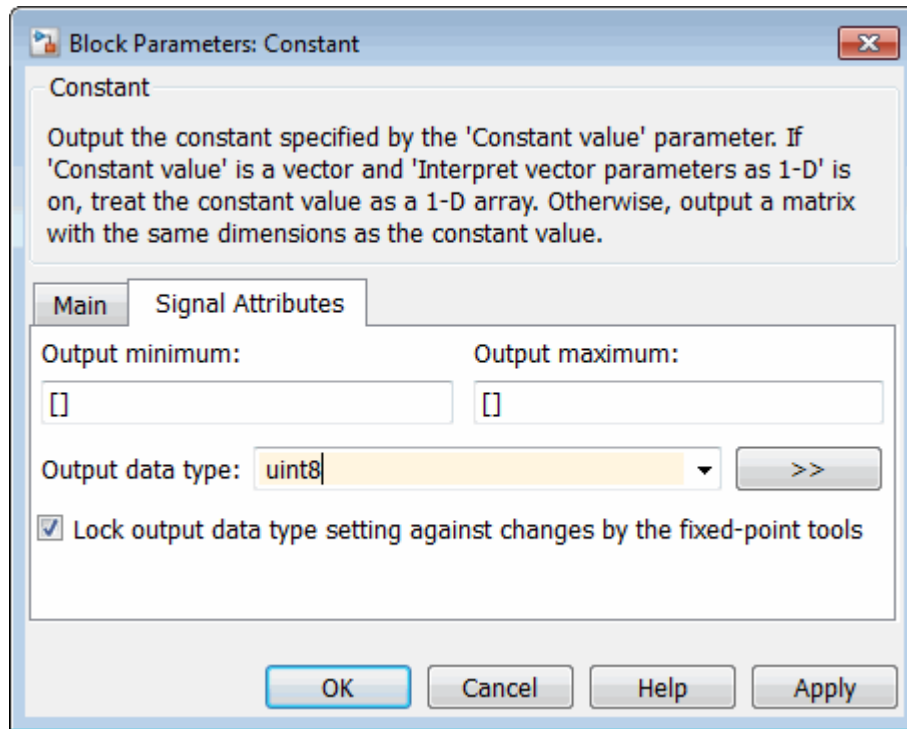 Block Parameters: Constant
Constant
Output the constant specified by the 'Constant value' parameter. If
'Constant value' is a vector and 'Interpret vector parameters as 1-D' is
on, treat the constant value as a 1-D array. Otherwise, output a matrix
with the same dimensions as the constant value.
Main Signal Attributes
Output minimum: Output maximum:
[] []
Output data type: uint8 >>
Lock output data type setting against changes by the fixed-point tools
OK Cancel Help Apply